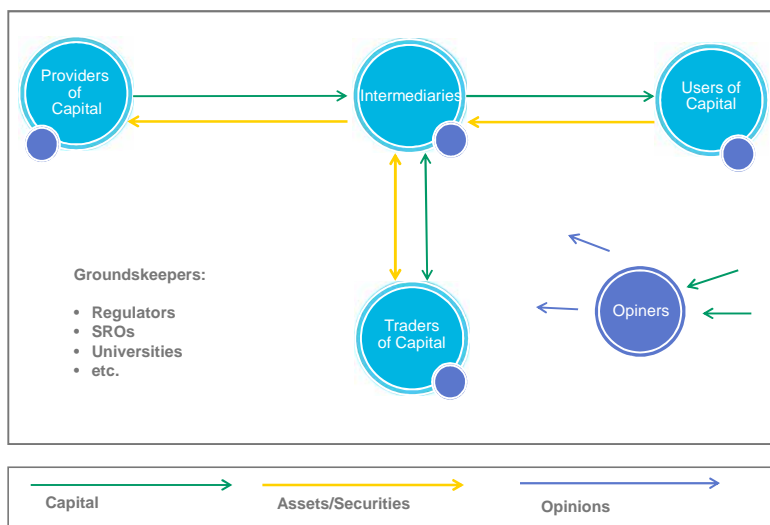 Providers
of
Capital
Intermediaries
Users of
Capital
Groundskeepers:
• Regulators
• SROs
• Universities
• etc.
Traders
of Capital
Opiners
Capital
Assets/Securities
Opinions